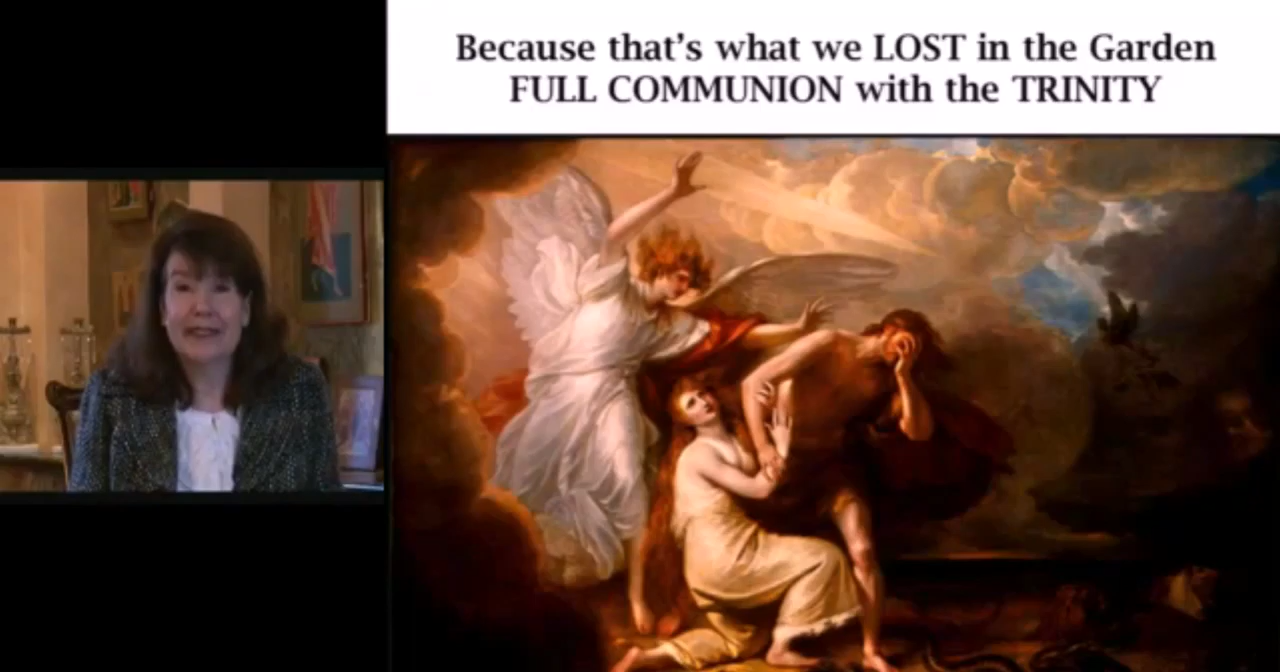 Because that's what we LOST in the Garden
FULL COMMUNION with the TRINITY